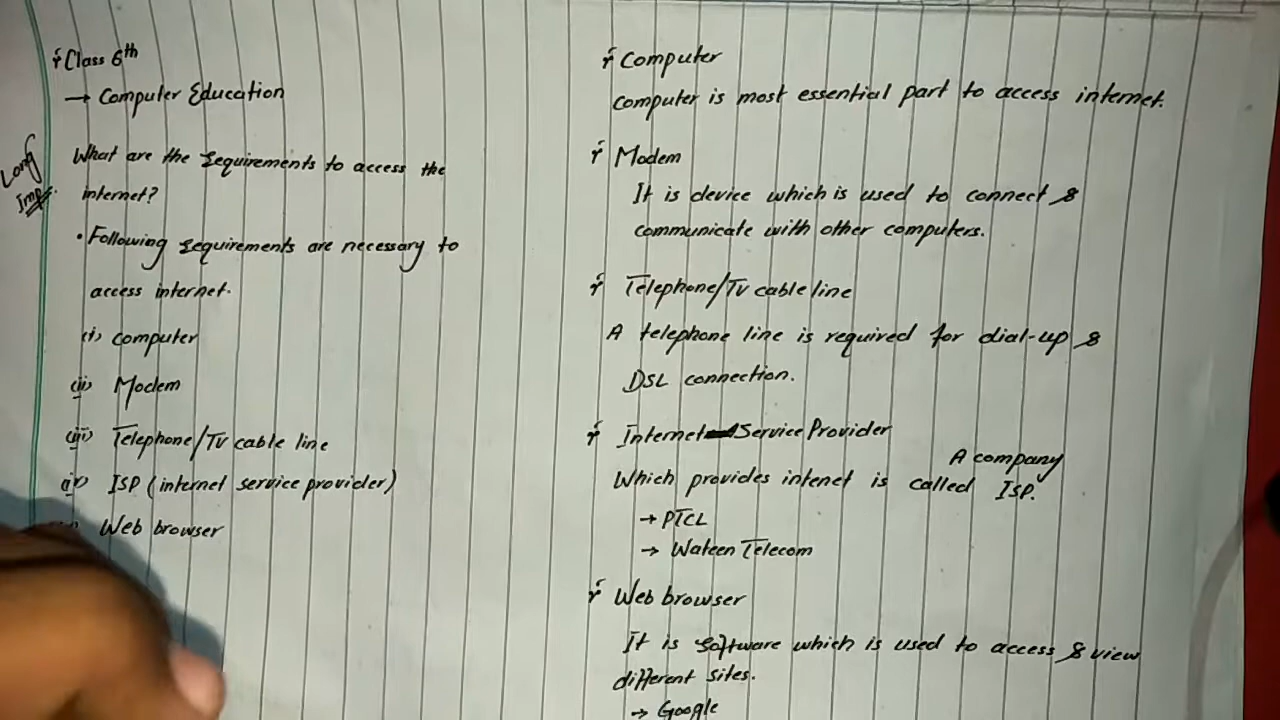 Class 6th
→ Computer Education
Long
Imp.
What are the requirements to access the
internet?
• Following requirements are necessary to
access internet.
(i) computer
(ii) Modem
(iii) Telephone/TV cable line
(iv) ISP (internet service provider)
Web browser
Computer
Computer is most essential part to access internet.
Modem
It is device which is used to connect &
communicate with other computers.
Telephone/TV cable line
A telephone line is required for dial-up &
DSL connection.
Internet Service Provider
A company
Which provides intenet is called ISP.
→ PTCL
→ Wateen Telecom
Web browser
It is software which is used to access & view
different sites.
→ Google